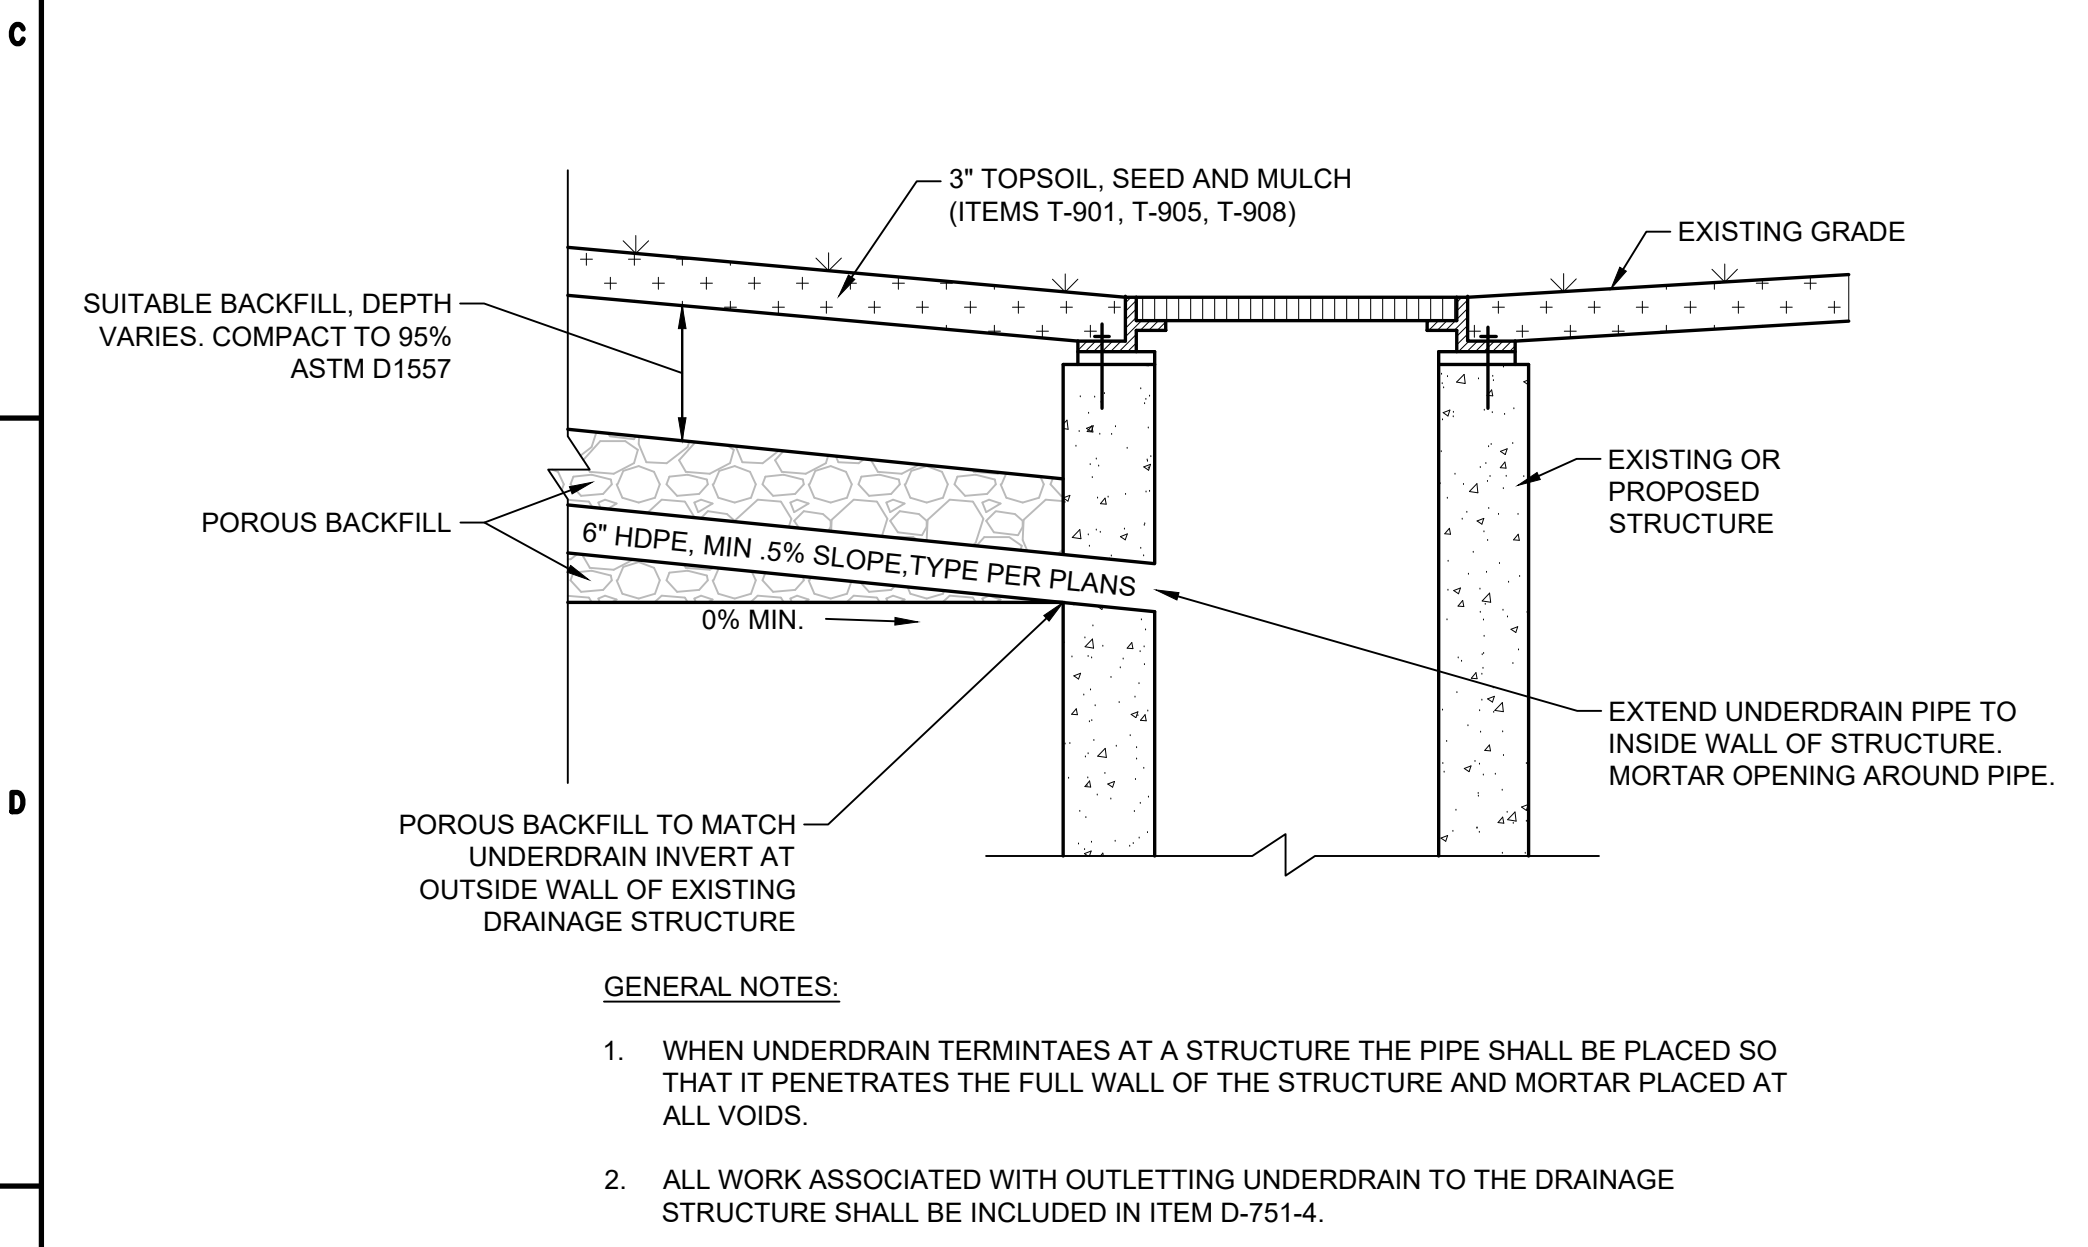 C
3" TOPSOIL, SEED AND MULCH
(ITEMS T-901, T-905, T-908)
EXISTING GRADE
SUITABLE BACKFILL, DEPTH
VARIES. COMPACT TO 95%
ASTM D1557
EXISTING OR
PROPOSED
STRUCTURE
POROUS BACKFILL
6" HDPE, MIN .5% SLOPE,TYPE PER PLANS
0% MIN.
EXTEND UNDERDRAIN PIPE TO
INSIDE WALL OF STRUCTURE.
MORTAR OPENING AROUND PIPE.
D
POROUS BACKFILL TO MATCH
UNDERDRAIN INVERT AT
OUTSIDE WALL OF EXISTING
DRAINAGE STRUCTURE
GENERAL NOTES:
1. WHEN UNDERDRAIN TERMINTAES AT A STRUCTURE THE PIPE SHALL BE PLACED SO
THAT IT PENETRATES THE FULL WALL OF THE STRUCTURE AND MORTAR PLACED AT
ALL VOIDS.
2. ALL WORK ASSOCIATED WITH OUTLETTING UNDERDRAIN TO THE DRAINAGE
STRUCTURE SHALL BE INCLUDED IN ITEM D-751-4.